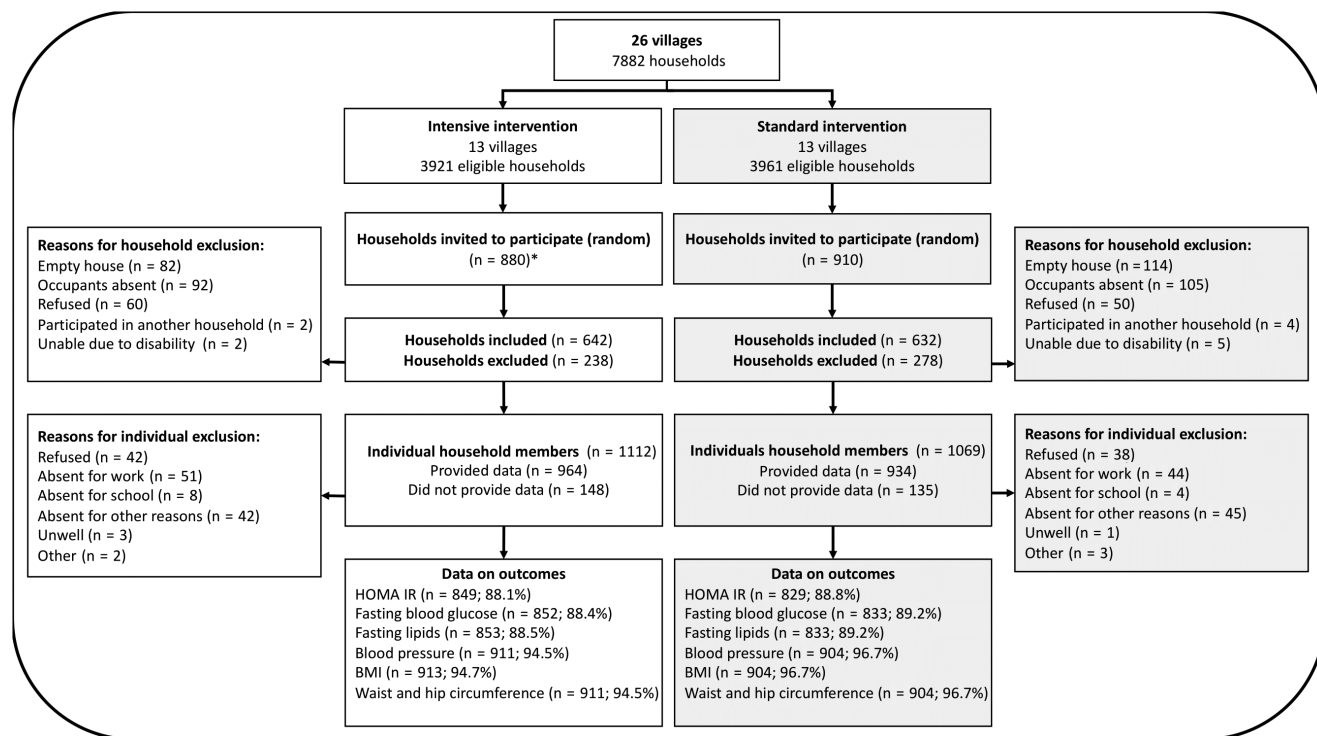 26 villages
7882 households
Intensive intervention
13 villages
3921 eligible households
Standard intervention
13 villages
3961 eligible households
Households invited to participate (random)
(n = 880)*
Households invited to participate (random)
(n = 910)
Reasons for household exclusion:
Empty house (n = 82)
Occupants absent (n = 92)
Refused (n = 60)
Participated in another household (n = 2)
Unable due to disability (n = 2)
Households included (n = 642)
Households excluded (n = 238)
Households included (n = 632)
Households excluded (n = 278)
Reasons for household exclusion:
Empty house (n = 114)
Occupants absent (n = 105)
Refused (n = 50)
Participated in another household (n = 4)
Unable due to disability (n = 5)
Reasons for individual exclusion:
Refused (n = 42)
Absent for work (n = 51)
Absent for school (n = 8)
Absent for other reasons (n = 42)
Unwell (n = 3)
Other (n = 2)
Individual household members (n = 1112)
Provided data (n = 964)
Did not provide data (n = 148)
Individuals household members (n = 1069)
Provided data (n = 934)
Did not provide data (n = 135)
Reasons for individual exclusion:
Refused (n = 38)
Absent for work (n = 44)
Absent for school (n = 4)
Absent for other reasons (n = 45)
Unwell (n = 1)
Other (n = 3)
Data on outcomes
HOMA IR (n = 849; 88.1%)
Fasting blood glucose (n = 852; 88.4%)
Fasting lipids (n = 853; 88.5%)
Blood pressure (n = 911; 94.5%)
BMI (n = 913; 94.7%)
Waist and hip circumference (n = 911; 94.5%)
Data on outcomes
HOMA IR (n = 829; 88.8%)
Fasting blood glucose (n = 833; 89.2%)
Fasting lipids (n = 833; 89.2%)
Blood pressure (n = 904; 96.7%)
BMI (n = 904; 96.7%)
Waist and hip circumference (n = 904; 96.7%)